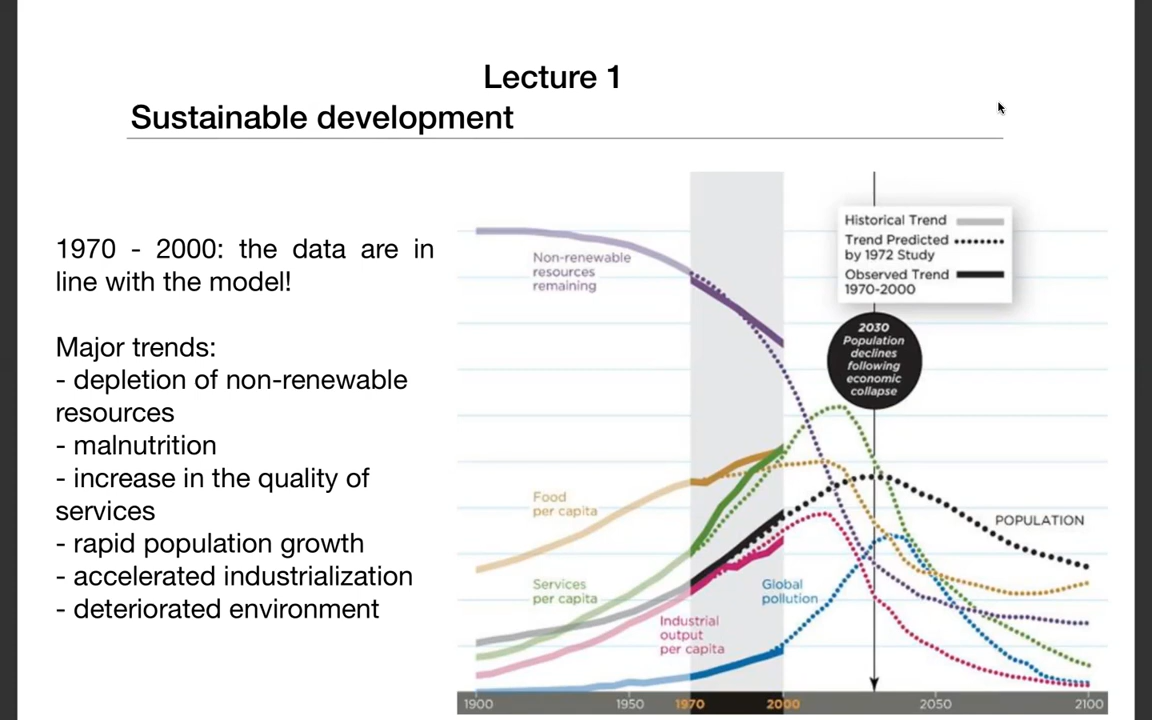 Lecture 1
Sustainable development
1970 - 2000: the data are in
line with the model!
Major trends:
- depletion of non-renewable
resources
- malnutrition
- increase in the quality of
services
- rapid population growth
- accelerated industrialization
- deteriorated environment
Historical Trend
Trend Predicted
by 1972 Study
Observed Trend
1970-2000
Non-renewable
resources
remaining
2030
Population
declines
following
economic
collapse
Food
per capita
POPULATION
Services
per capita
Global
pollution
Industrial
output
per capita
1900 1950 1970 2000 2050 2100